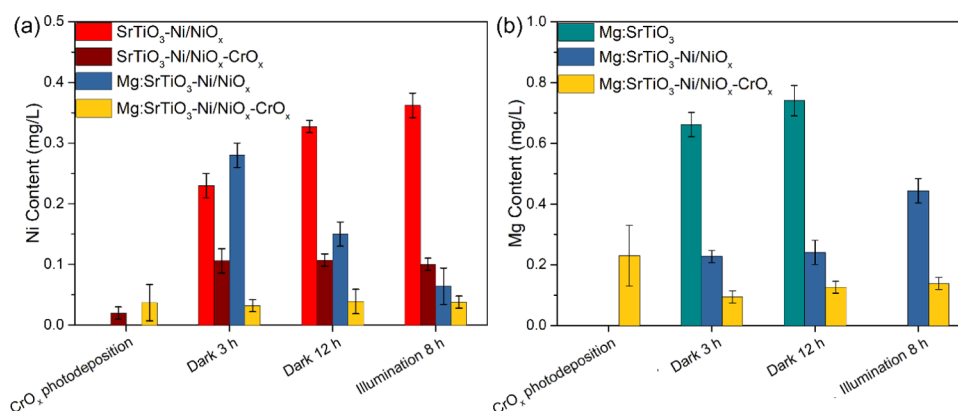 (a)
Ni Content (mg/L)
0.5
0.4
0.3
0.2
0.1
0.0
SrTiO₃-Ni/NiOₓ
SrTiO₃-Ni/NiOₓ-CrOₓ
Mg:SrTiO₃-Ni/NiOₓ
Mg:SrTiO₃-Ni/NiOₓ-CrOₓ
CrOₓ photodeposition
Dark 3 h
Dark 12 h
Illumination 8 h
(b)
Mg Content (mg/L)
1.0
0.8
0.6
0.4
0.2
0.0
Mg:SrTiO₃
Mg:SrTiO₃-Ni/NiOₓ
Mg:SrTiO₃-Ni/NiOₓ-CrOₓ
CrOₓ photodeposition
Dark 3 h
Dark 12 h
Illumination 8 h